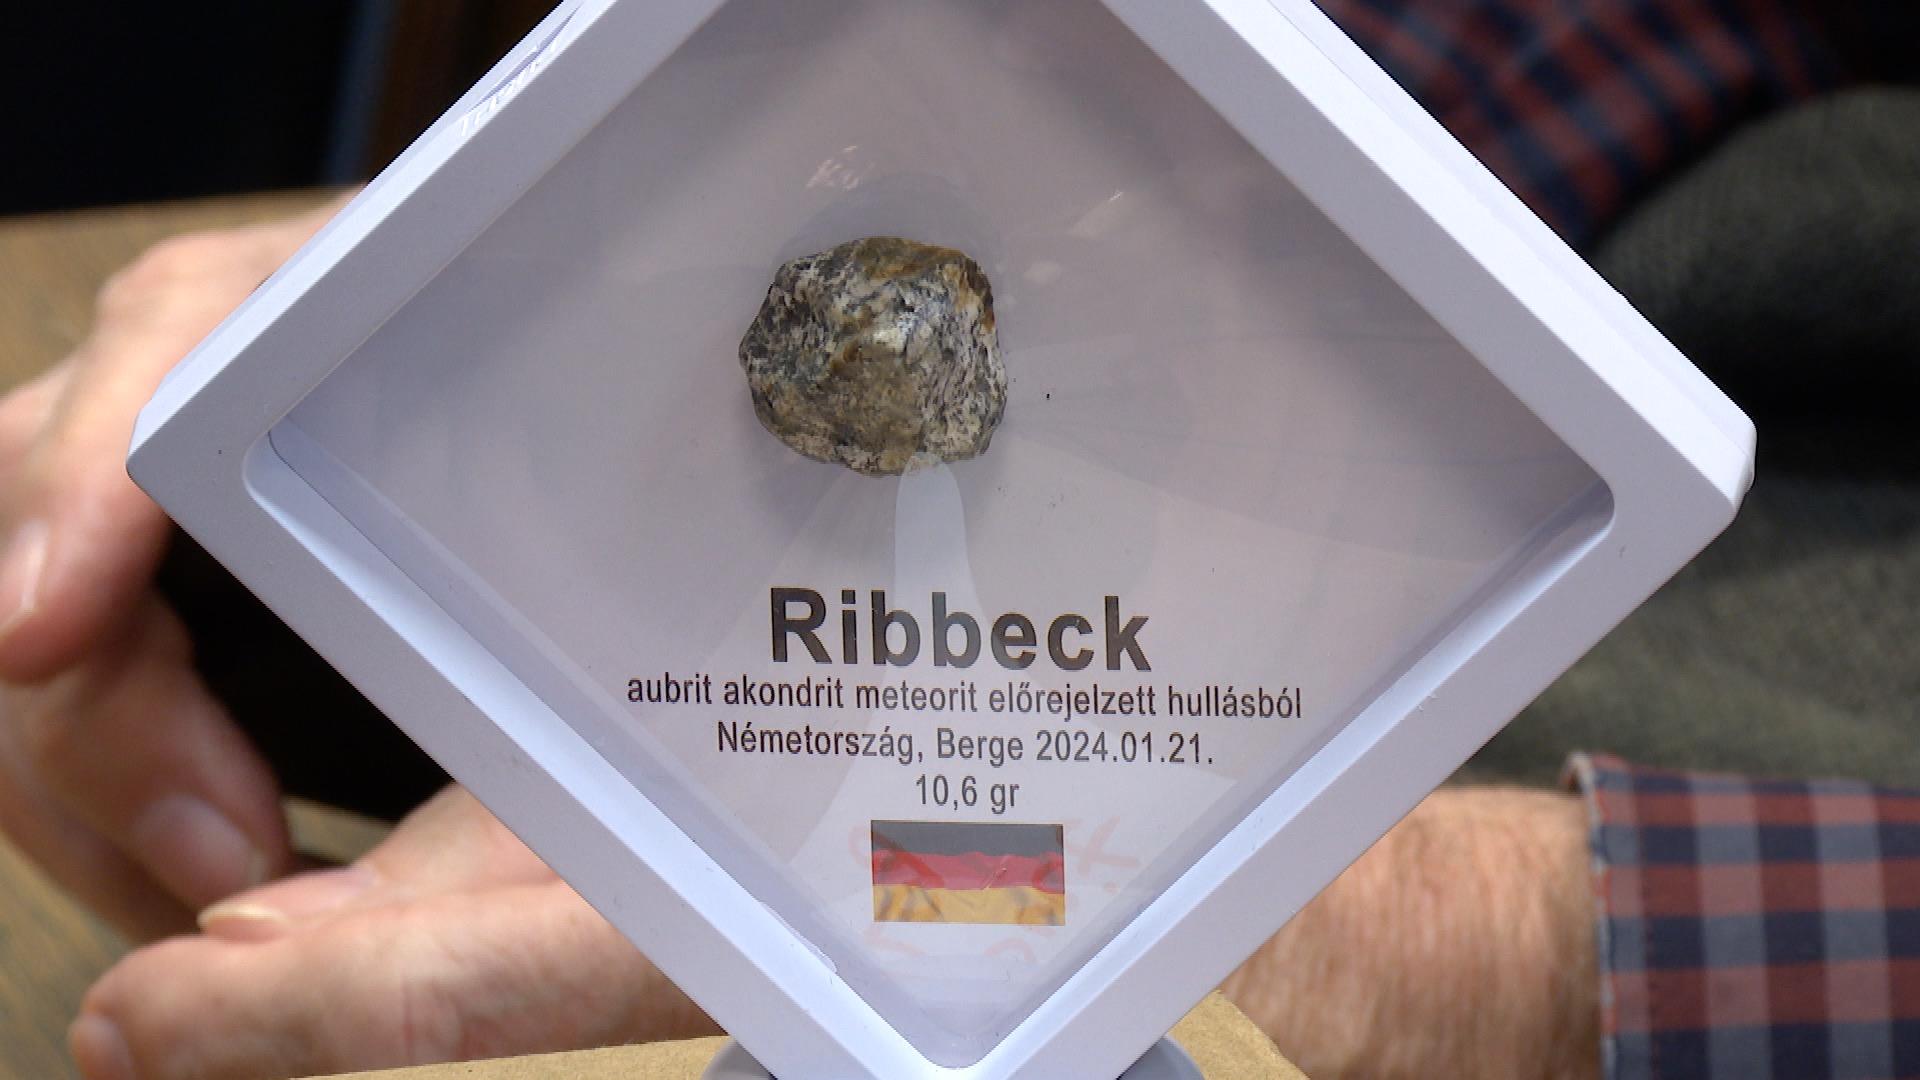 Ribbeck
aubrit akondrit meteorit előrejelzett hullásból
Németország, Berge 2024.01.21.
10,6 gr